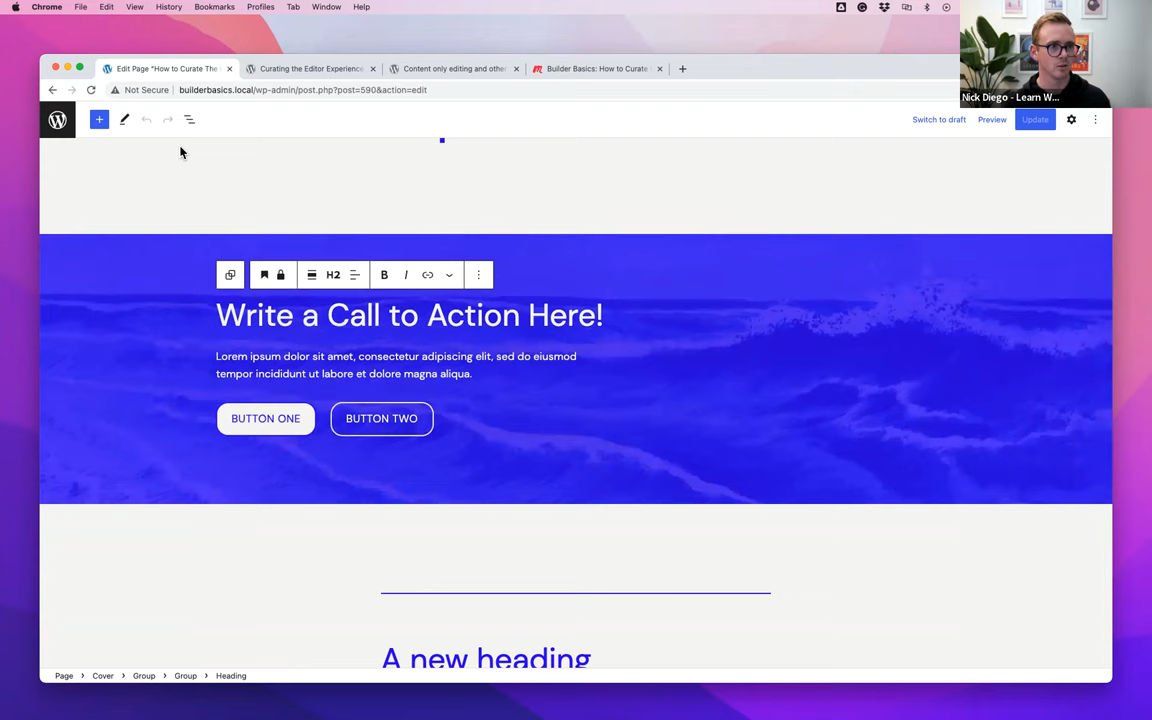 Chrome File Edit View History Bookmarks Profiles Tab Window Help
Edit Page "How to Curate The
Curating the Editor Experience
Content only editing and othe
Builder Basics: How to Curate
Not Secure builderbasics.local/wp-admin/post.php?post=590&action=edit
Nick Diego - Learn W...
Switch to draft Preview Update
H2 B I
Write a Call to Action Here!
Lorem ipsum dolor sit amet, consectetur adipiscing elit, sed do eiusmod
tempor incididunt ut labore et dolore magna aliqua.
BUTTON ONE BUTTON TWO
A new heading
Page > Cover > Group > Group > Heading